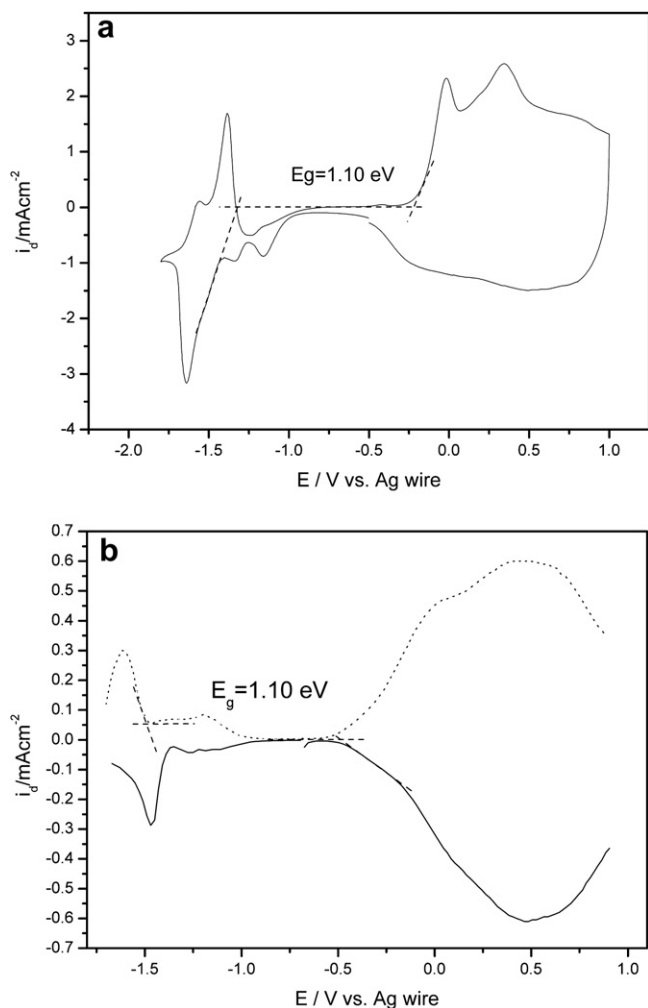 a
3
2
1
0
-1
-2
-3
-4
i_d/mAcm^-2
Eg=1.10 eV
-2.0 -1.5 -1.0 -0.5 0.0 0.5 1.0
E / V vs. Ag wire
b
0.7
0.6
0.5
0.4
0.3
0.2
0.1
0.0
-0.1
-0.2
-0.3
-0.4
-0.5
-0.6
-0.7
i_d/mAcm^-2
E_g=1.10 eV
-1.5 -1.0 -0.5 0.0 0.5 1.0
E / V vs. Ag wire